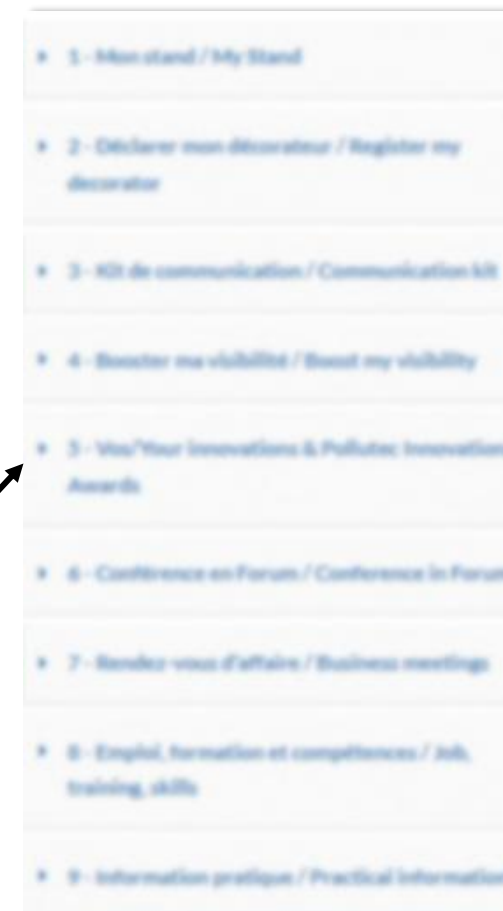 1 - Mon stand / My Stand
2 - Déclarer mon décorateur / Register my
decorator
3 - Kit de communication / Communication kit
4 - Booster ma visibilité / Boost my visibility
5 - Vos/Your innovations & Pollutec Innovation
Awards
6 - Conférence en Forum / Conference in Forum
7 - Rendez-vous d'affaire / Business meetings
8 - Emploi, formation et compétences / Job,
training, skills
9 - Information pratique / Practical information